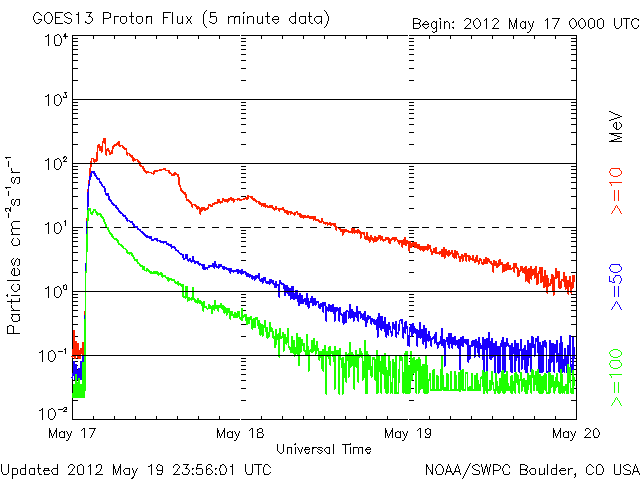 GOES13 Proton Flux (5 minute data)
Begin: 2012 May 17 0000 UTC
10⁴
10³
10²
10¹
10⁰
10⁻¹
10⁻²
Particles cm⁻²s⁻¹sr⁻¹
MeV
>=10
>=50
>=100
May 17
May 18
May 19
May 20
Universal Time
Updated 2012 May 19 23:56:01 UTC
NOAA/SWPC Boulder, CO USA